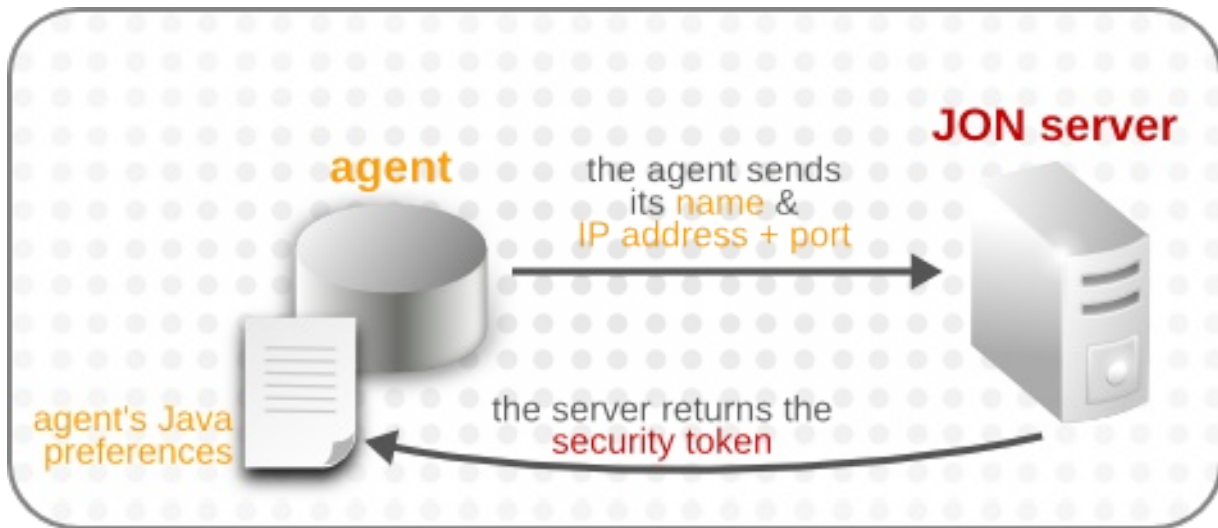 JON server
agent
the agent sends
its name &
IP address + port
agent's Java
preferences
the server returns the
security token